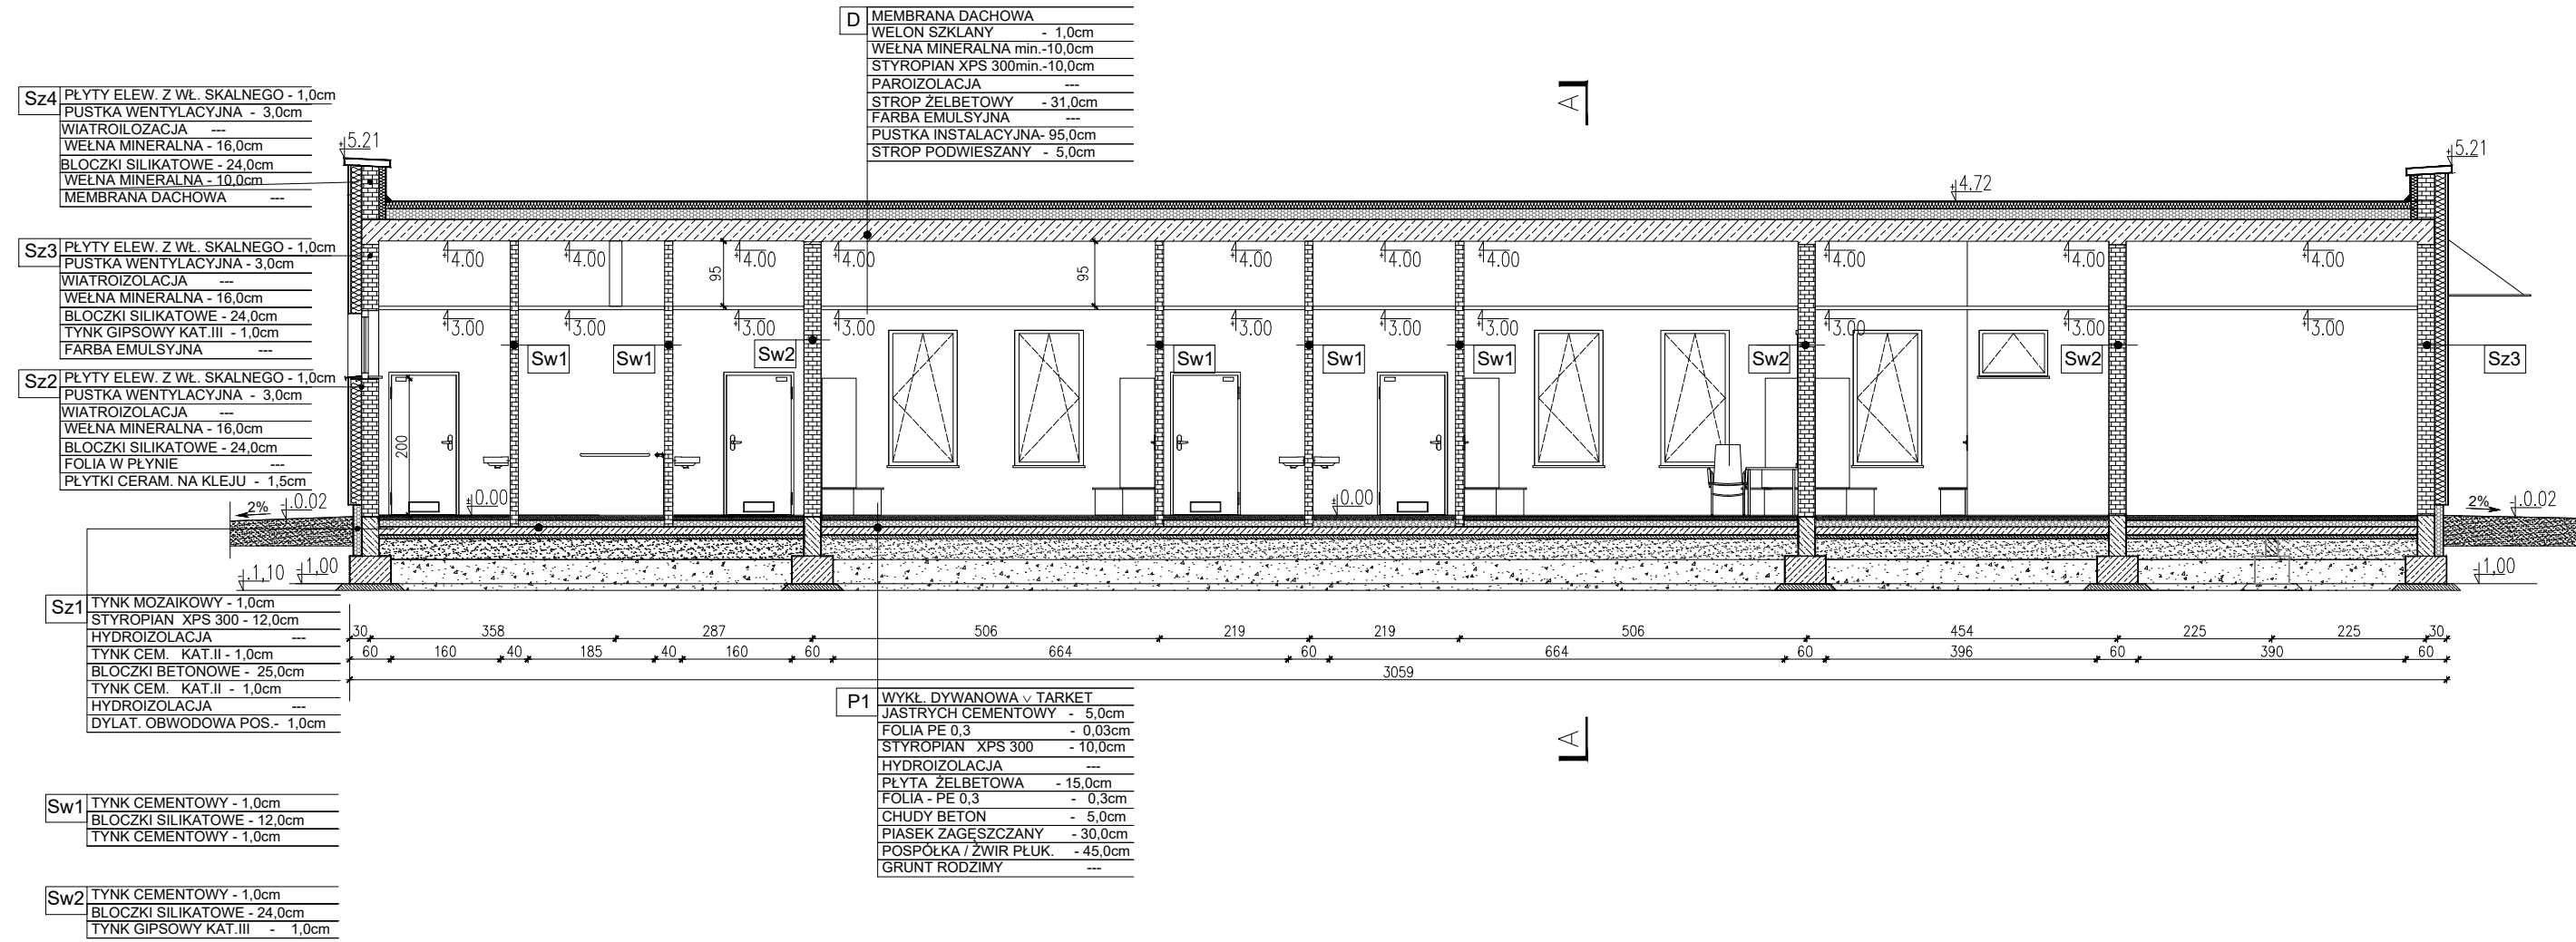 D
MEMBRANA DACHOWA
WELON SZKLANY - 1,0cm
WEŁNA MINERALNA min.-10,0cm
STYROPIAN XPS 300min.-10,0cm
PAROIZOLACJA ---
STROP ŻELBETOWY - 31,0cm
FARBA EMULSYJNA ---
PUSTKA INSTALACYJNA- 95,0cm
STROP PODWIESZANY - 5,0cm
A
Sz4
PŁYTY ELEW. Z WŁ. SKALNEGO - 1,0cm
PUSTKA WENTYLACYJNA - 3,0cm
WIATROILOZACJA ---
WEŁNA MINERALNA - 16,0cm
BLOCZKI SILIKATOWE - 24,0cm
WEŁNA MINERALNA - 10,0cm
MEMBRANA DACHOWA ---
+5.21
+5.21
+4.72
Sz3
PŁYTY ELEW. Z WŁ. SKALNEGO - 1,0cm
PUSTKA WENTYLACYJNA - 3,0cm
WIATROIZOLACJA ---
WEŁNA MINERALNA - 16,0cm
BLOCZKI SILIKATOWE - 24,0cm
TYNK GIPSOWY KAT.III - 1,0cm
FARBA EMULSYJNA ---
+4.00 +4.00 +4.00 +4.00 +4.00 +4.00 +4.00 +4.00 +4.00 +4.00
95 95
+3.00 +3.00 +3.00 +3.00 +3.00 +3.00 +3.00 +3.00 +3.00 +3.00
Sw1 Sw1 Sw2 Sw1 Sw1 Sw1 Sw2 Sw2 Sz3
Sz2
PŁYTY ELEW. Z WŁ. SKALNEGO - 1,0cm
PUSTKA WENTYLACYJNA - 3,0cm
WIATROIZOLACJA ---
WEŁNA MINERALNA - 16,0cm
BLOCZKI SILIKATOWE - 24,0cm
FOLIA W PŁYNIE ---
PŁYTKI CERAM. NA KLEJU - 1,5cm
200
2% -0.02 ±0.00 ±0.00 2% -0.02
-1,10 -1,00 -1,00
Sz1
TYNK MOZAIKOWY - 1,0cm
STYROPIAN XPS 300 - 12,0cm
HYDROIZOLACJA ---
TYNK CEM. KAT.II - 1,0cm
BLOCZKI BETONOWE - 25,0cm
TYNK CEM. KAT.II - 1,0cm
HYDROIZOLACJA ---
DYLAT. OBWODOWA POS.- 1,0cm
30 358 287 506 219 219 506 454 225 225 30
60 160 40 185 40 160 60 664 60 664 60 396 60 390 60
3059
P1
WYKŁ. DYWANOWA v TARKET
JASTRYCH CEMENTOWY - 5,0cm
FOLIA PE 0,3 - 0,03cm
STYROPIAN XPS 300 - 10,0cm
HYDROIZOLACJA ---
PŁYTA ŻELBETOWA - 15,0cm
FOLIA - PE 0,3 - 0,3cm
CHUDY BETON - 5,0cm
PIASEK ZAGĘSZCZANY - 30,0cm
POSPÓŁKA / ŻWIR PŁUK. - 45,0cm
GRUNT RODZIMY ---
A
Sw1
TYNK CEMENTOWY - 1,0cm
BLOCZKI SILIKATOWE - 12,0cm
TYNK CEMENTOWY - 1,0cm
Sw2
TYNK CEMENTOWY - 1,0cm
BLOCZKI SILIKATOWE - 24,0cm
TYNK GIPSOWY KAT.III - 1,0cm